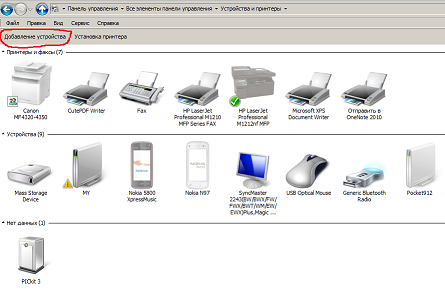 Панель управления ▸ Все элементы панели управления ▸ Устройства и принтеры ▸
Файл Правка Вид Сервис Справка
Добавление устройства Установка принтера
Принтеры и факсы (7)
Canon MF4320-4350
CutePDF Writer
Fax
HP LaserJet Professional M1210 MFP Series FAX
HP LaserJet Professional M1212nf MFP
Microsoft XPS Document Writer
Отправить в OneNote 2010
Устройства (9)
Mass Storage Device
MY
Nokia 5800 XpressMusic
Nokia N97
SyncMaster 2243@W/BWX/FW/FWX/BWT/WM/EW/EWX(Plus,Magic ...
USB Optical Mouse
Generic Bluetooth Radio
Pocket912
Нет данных (1)